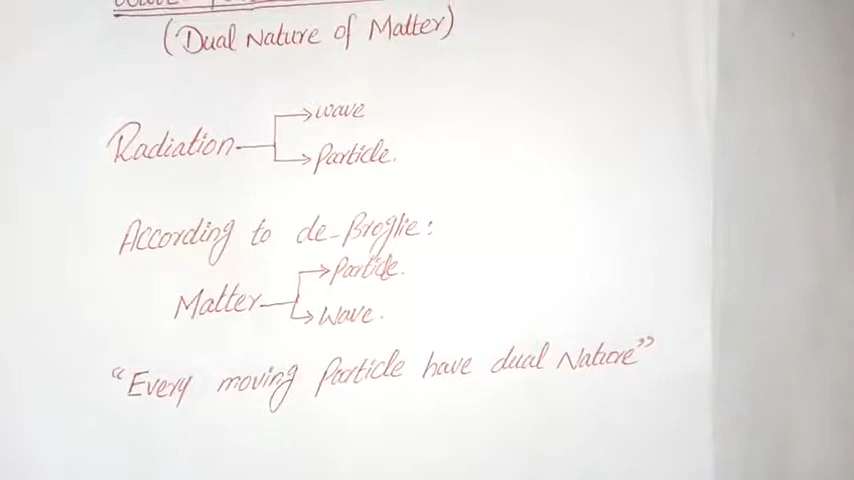 (Dual Nature of Matter)
Radiation
wave
Particle.
According to de-Broglie:
Matter
Particle.
Wave.
"Every moving Particle have dual Nature"